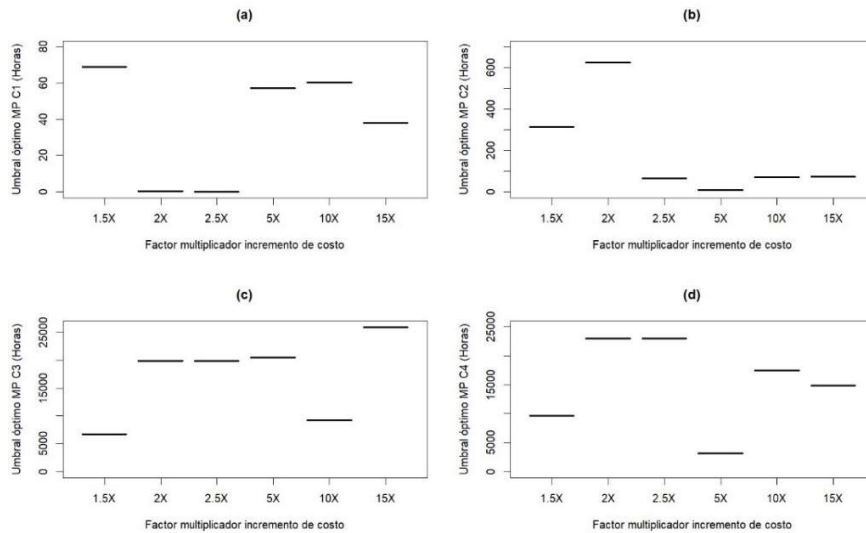 (a)
Umbral óptimo MP C1 (Horas)
80
60
40
20
0
1.5X 2X 2.5X 5X 10X 15X
Factor multiplicador incremento de costo
(b)
Umbral óptimo MP C2 (Horas)
600
400
200
0
1.5X 2X 2.5X 5X 10X 15X
Factor multiplicador incremento de costo
(c)
Umbral óptimo MP C3 (Horas)
25000
15000
5000
0
1.5X 2X 2.5X 5X 10X 15X
Factor multiplicador incremento de costo
(d)
Umbral óptimo MP C4 (Horas)
25000
15000
5000
0
1.5X 2X 2.5X 5X 10X 15X
Factor multiplicador incremento de costo